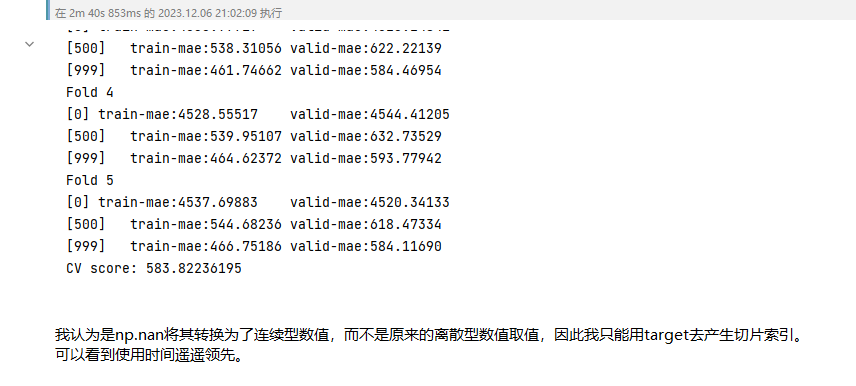 在 2m 40s 853ms 的 2023.12.06 21:02:09 执行
[500] train-mae:538.31056 valid-mae:622.22139
[999] train-mae:461.74662 valid-mae:584.46954
Fold 4
[0] train-mae:4528.55517 valid-mae:4544.41205
[500] train-mae:539.95107 valid-mae:632.73529
[999] train-mae:464.62372 valid-mae:593.77942
Fold 5
[0] train-mae:4537.69883 valid-mae:4520.34133
[500] train-mae:544.68236 valid-mae:618.47334
[999] train-mae:466.75186 valid-mae:584.11690
CV score: 583.82236195
我认为是np.nan将其转换为了连续型数值，而不是原来的离散型数值取值，因此我只能用target去产生切片索引。
可以看到使用时间遥遥领先。